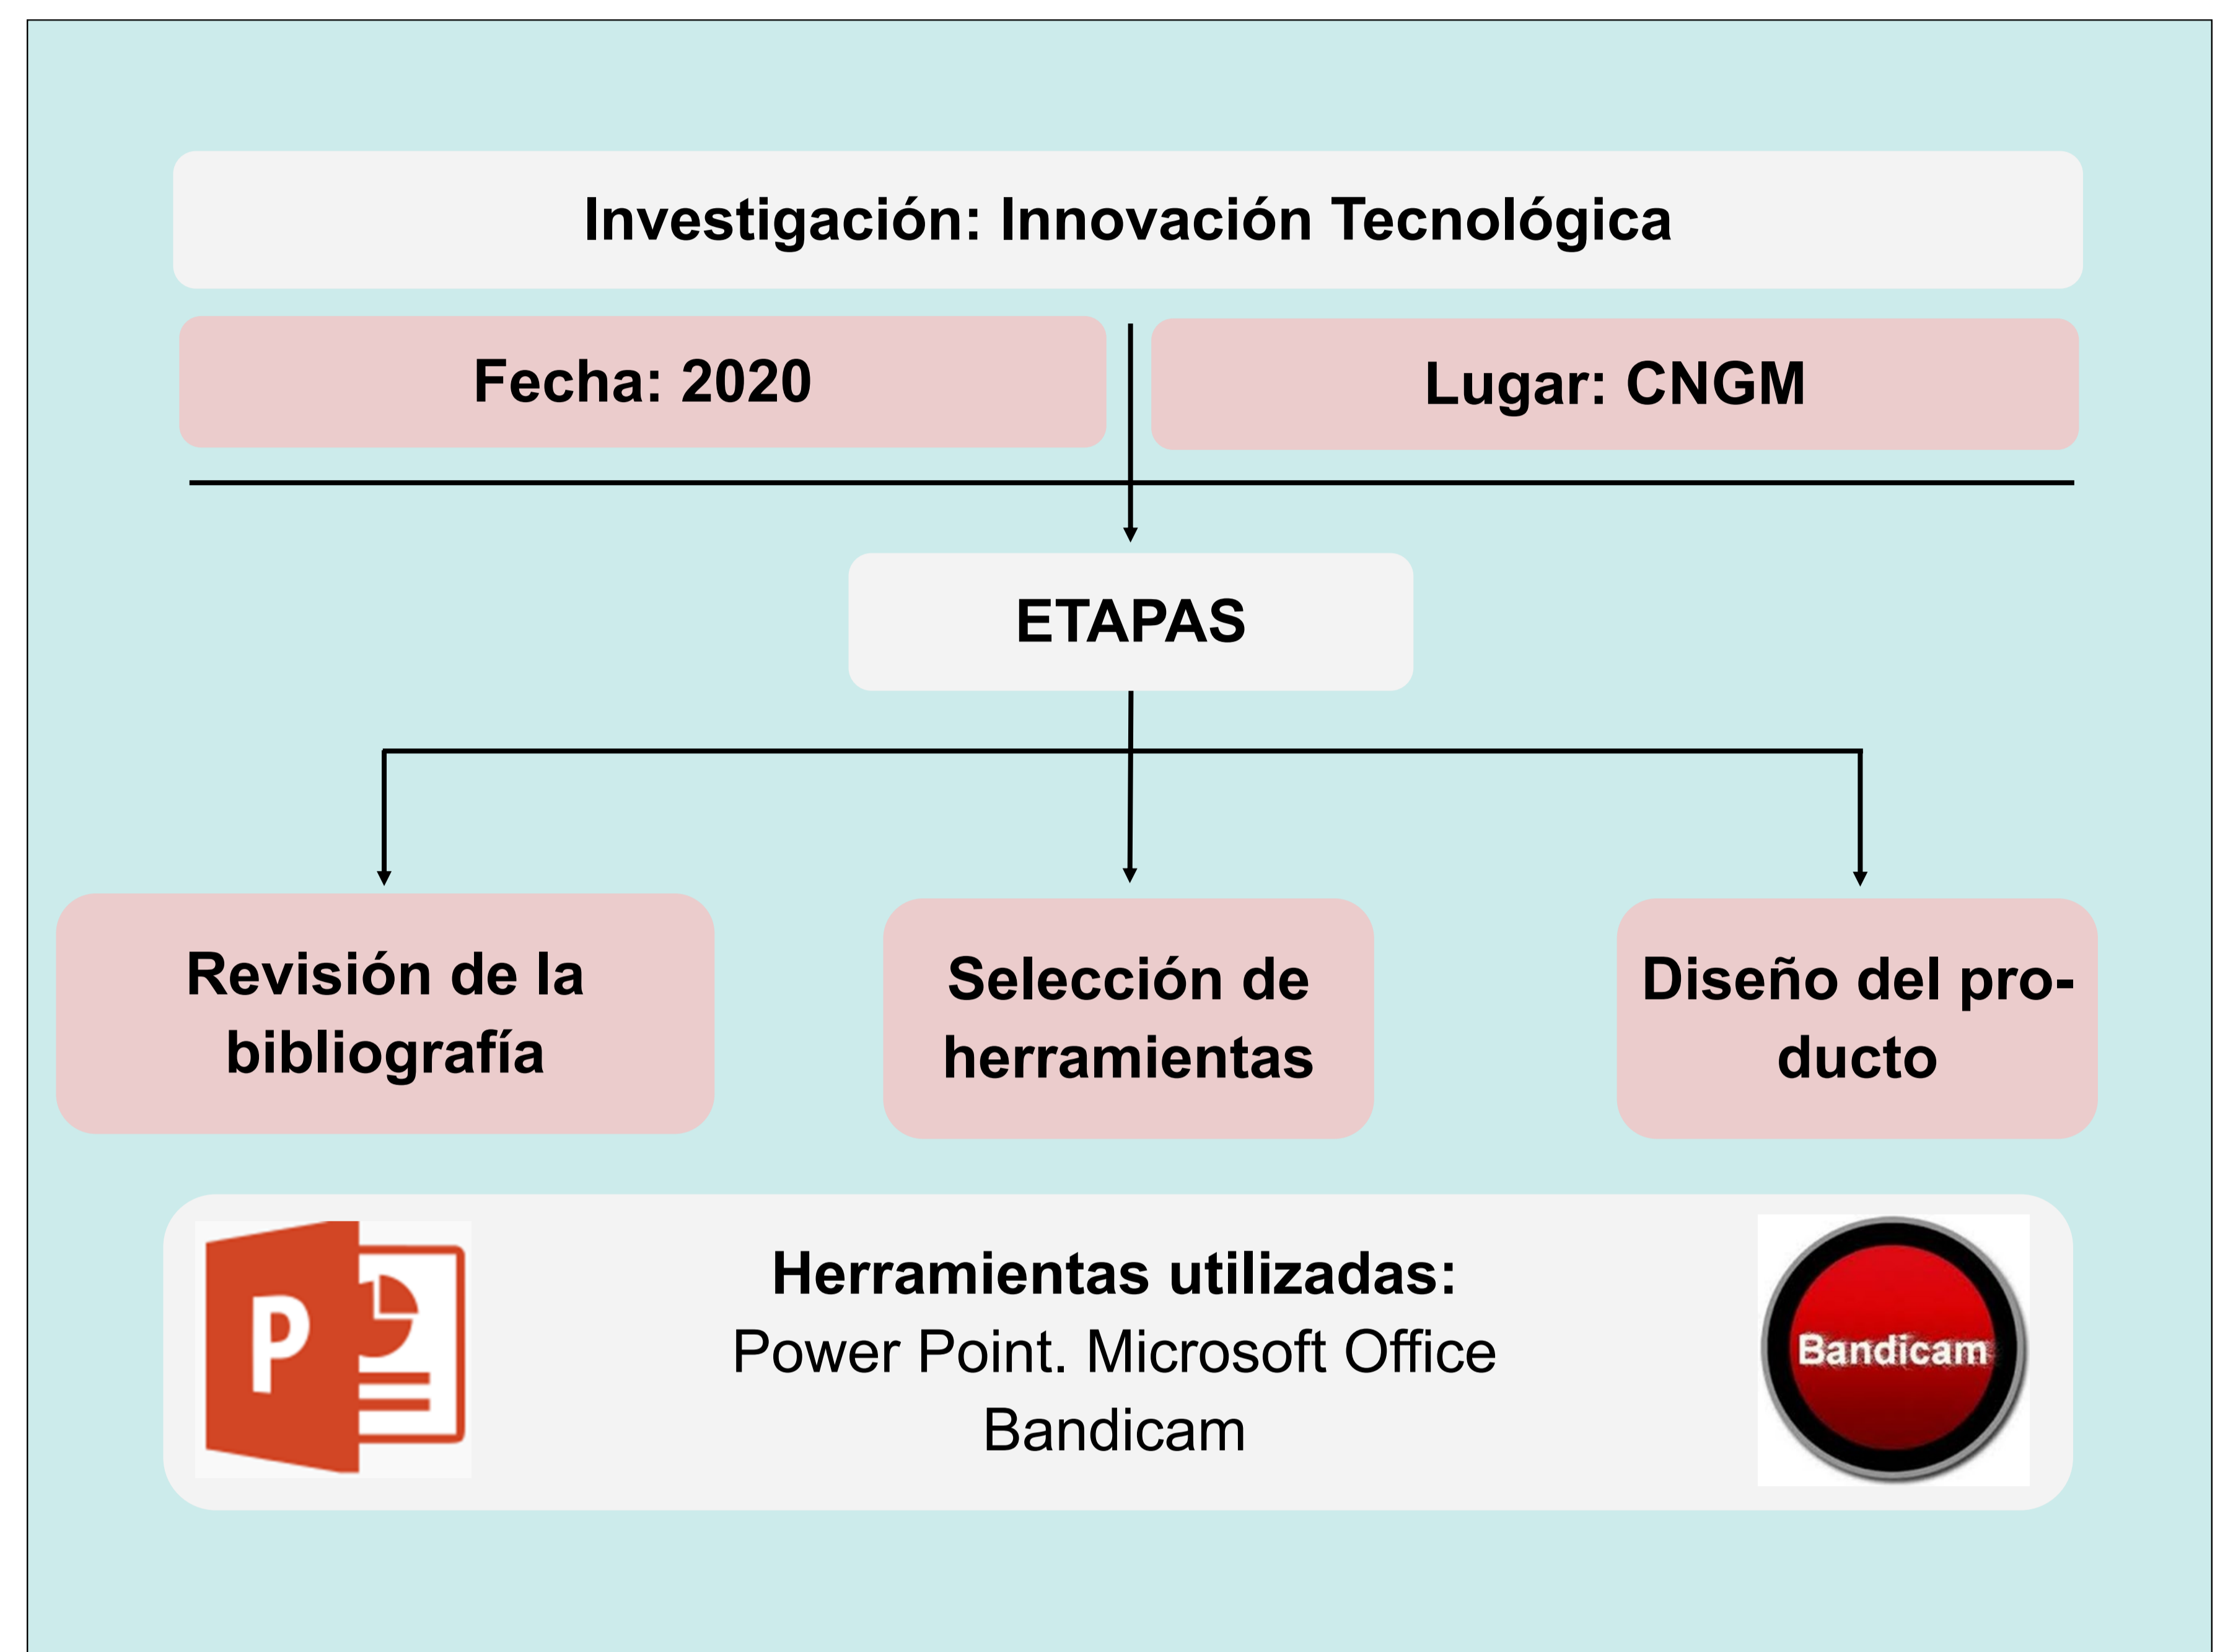 Investigación: Innovación Tecnológica
Fecha: 2020
Lugar: CNGM
ETAPAS
Revisión de la
bibliografía
Selección de
herramientas
Diseño del pro-
ducto
P
Herramientas utilizadas:
Power Point. Microsoft Office
Bandicam
Bandicam